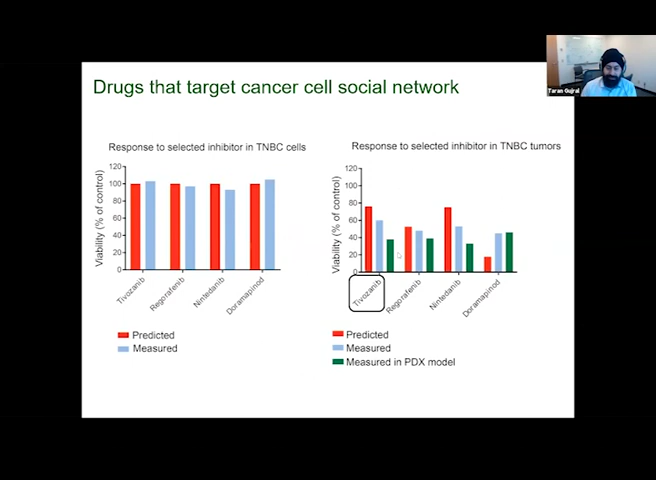 Taran Gujral
Drugs that target cancer cell social network
Response to selected inhibitor in TNBC cells
Viability (% of control)
120
100
80
60
40
20
0
Tivozanib
Regorafenib
Nintedanib
Doramapinod
Predicted
Measured
Response to selected inhibitor in TNBC tumors
Viability (% of control)
120
100
80
60
40
20
0
Tivozanib
Regorafenib
Nintedanib
Doramapinod
Predicted
Measured
Measured in PDX model